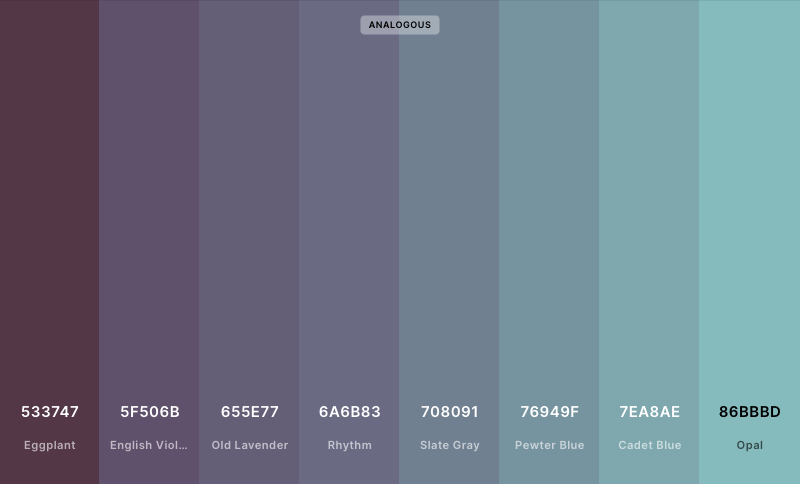 ANALOGOUS
533747 5F506B 655E77 6A6B83 708091 76949F 7EA8AE 86BBBD
Eggplant English Viol... Old Lavender Rhythm Slate Gray Pewter Blue Cadet Blue Opal